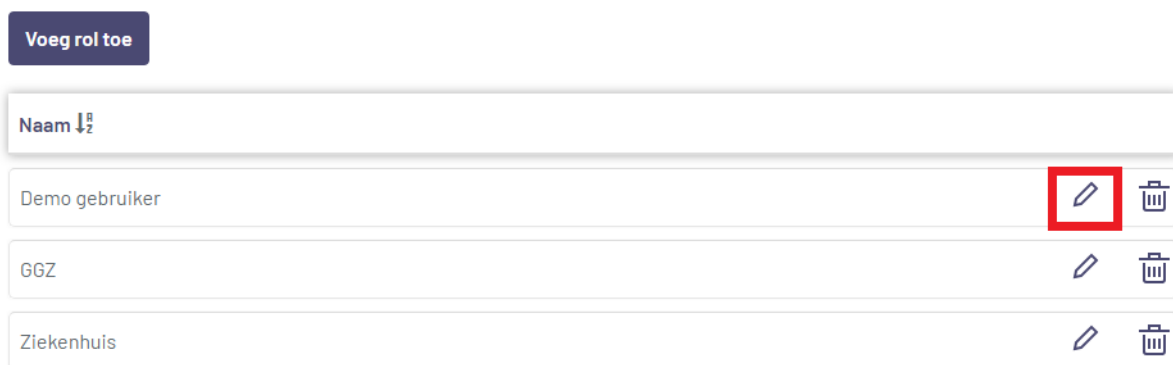 Voeg rol toe
Naam
Demo gebruiker
GGZ
Ziekenhuis